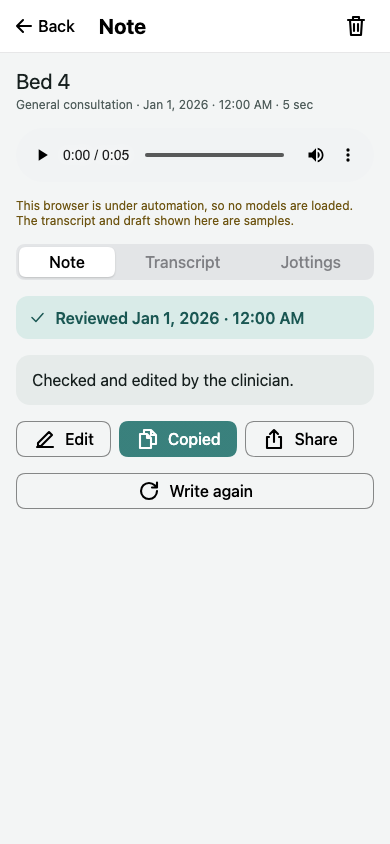 Back Note
Bed 4
General consultation · Jan 1, 2026 · 12:00 AM · 5 sec
0:00 / 0:05
This browser is under automation, so no models are loaded.
The transcript and draft shown here are samples.
Note Transcript Jottings
Reviewed Jan 1, 2026 · 12:00 AM
Checked and edited by the clinician.
Edit Copied Share
Write again